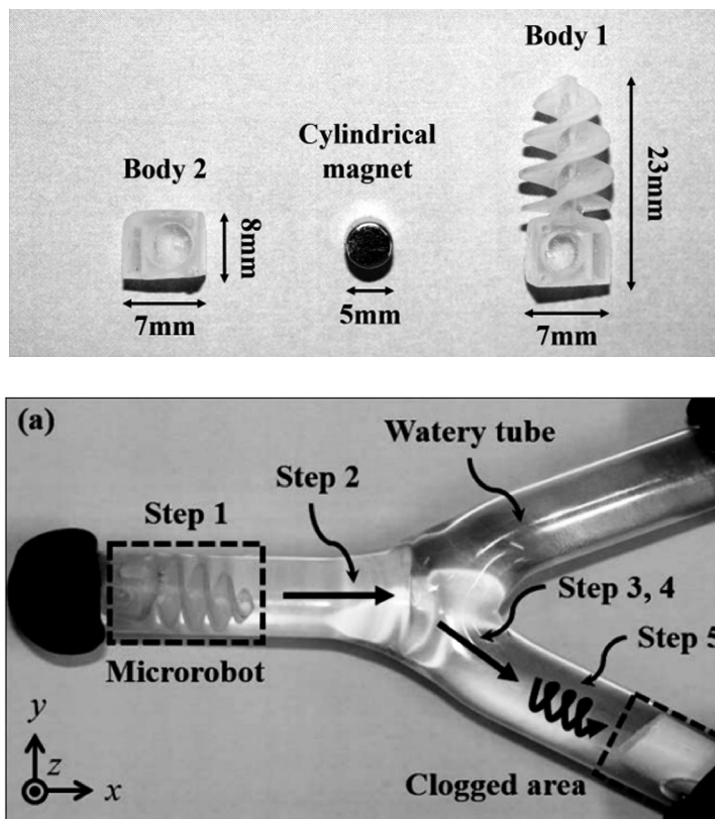 Body 1
Cylindrical
magnet
Body 2
23mm
8mm
5mm
7mm
7mm
(a)
Watery tube
Step 2
Step 1
Step 3, 4
Step 5
Microrobot
y
z
x
Clogged area